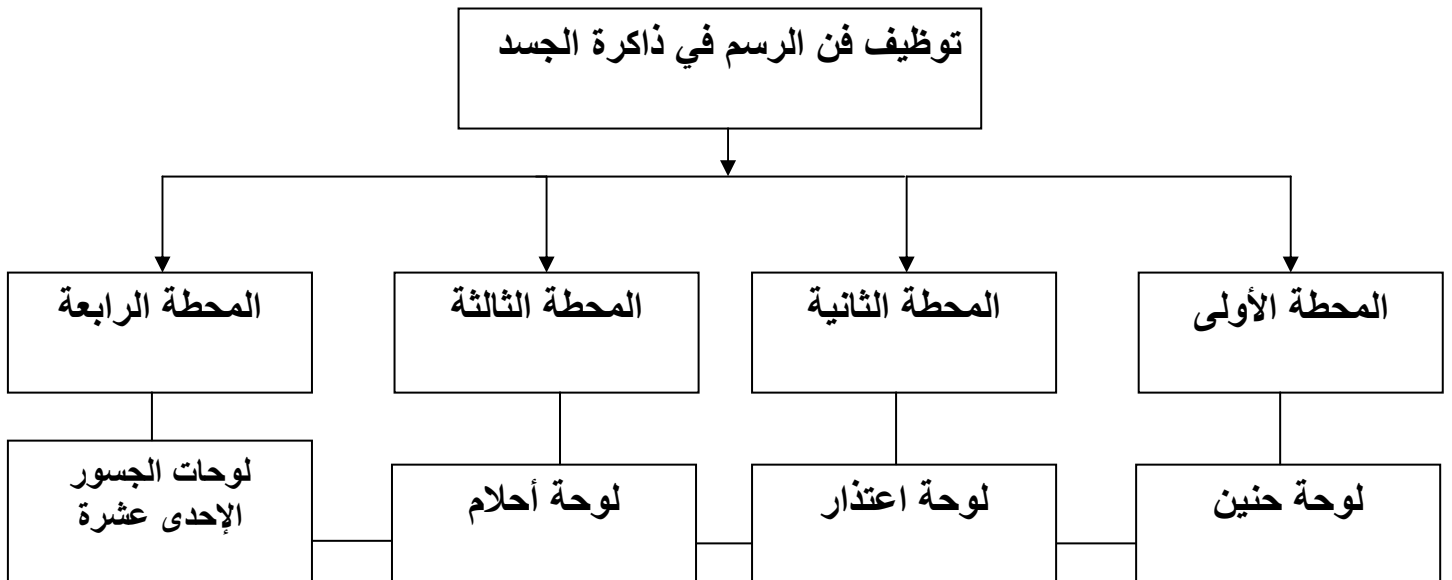 توظيف فن الرسم في ذاكرة الجسد
المحطة الأولى
المحطة الثانية
المحطة الثالثة
المحطة الرابعة
لوحة حنين
لوحة اعتذار
لوحة أحلام
لوحات الجسور
الإحدى عشرة